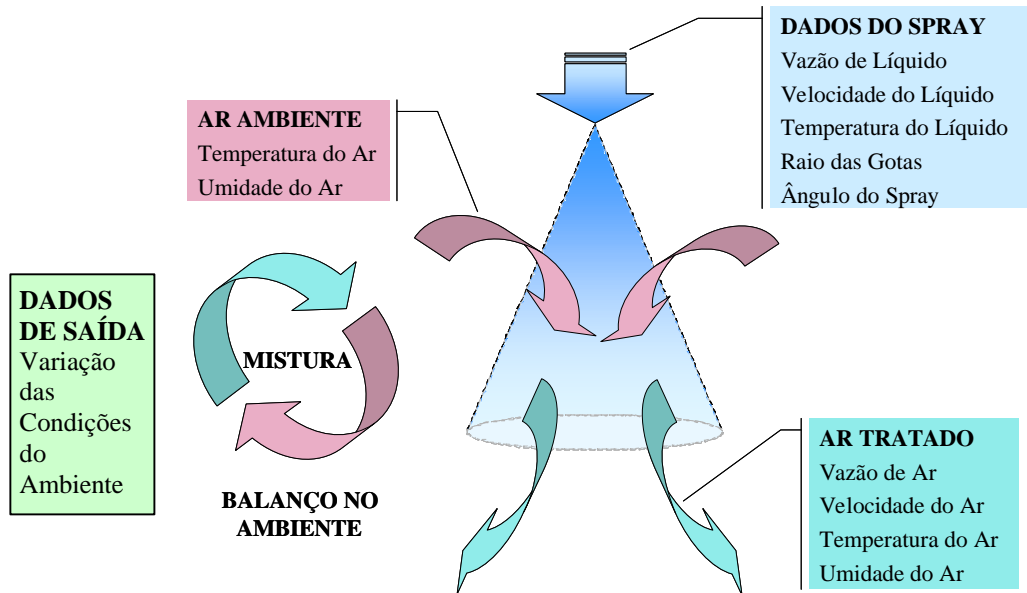 DADOS DO SPRAY
Vazão de Líquido
Velocidade do Líquido
Temperatura do Líquido
Raio das Gotas
Ângulo do Spray
AR AMBIENTE
Temperatura do Ar
Umidade do Ar
DADOS
DE SAÍDA
Variação
das
Condições
do
Ambiente
MISTURA
BALANÇO NO
AMBIENTE
AR TRATADO
Vazão de Ar
Velocidade do Ar
Temperatura do Ar
Umidade do Ar